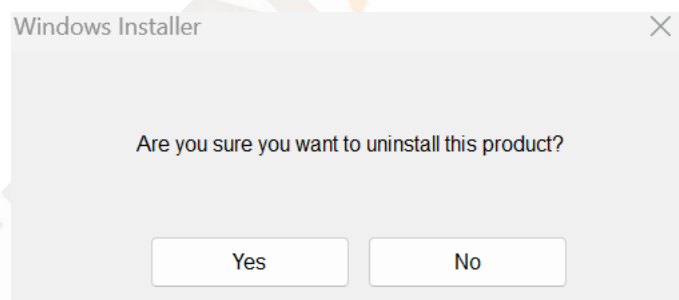 Windows Installer
Are you sure you want to uninstall this product?
Yes
No